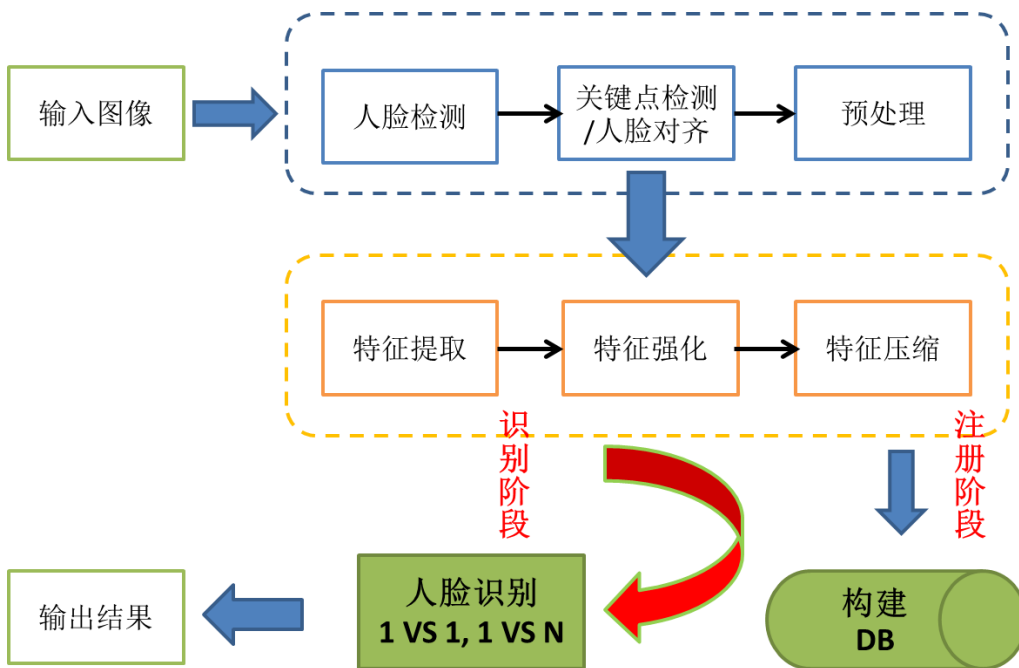 输入图像
人脸检测
关键点检测
/人脸对齐
预处理
特征提取
特征强化
特征压缩
识别阶段
注册阶段
输出结果
人脸识别
1 VS 1, 1 VS N
构建
DB